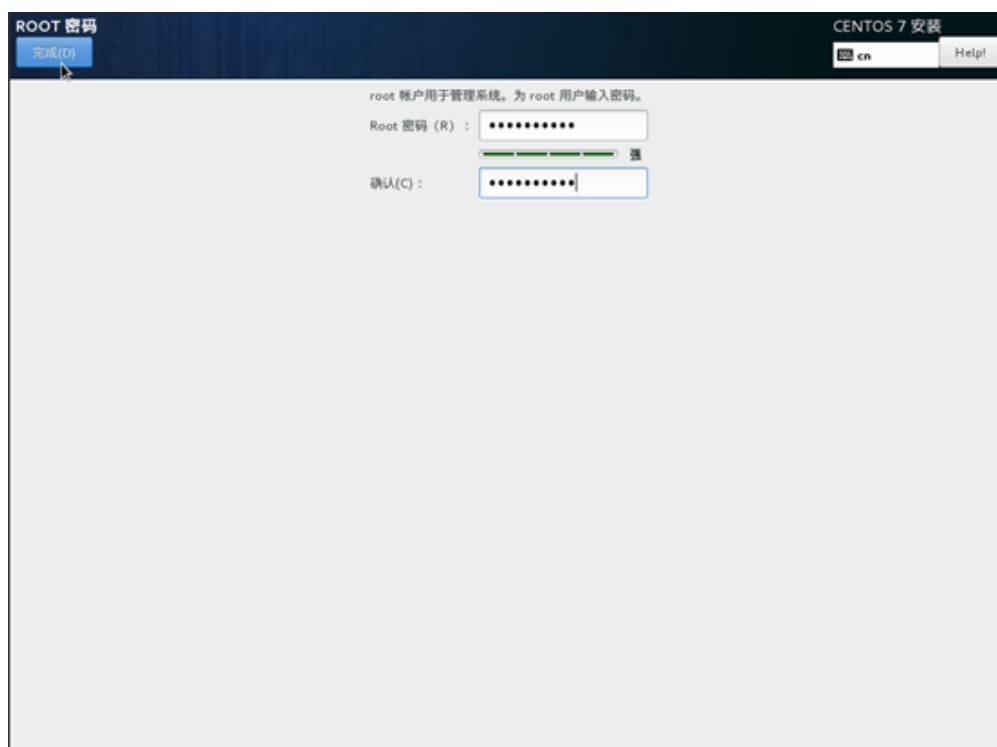 ROOT 密码
CENTOS 7 安装
完成(D)
cn
Help!
root 帐户用于管理系统。为 root 用户输入密码。
Root 密码（R）：
••••••••••
强
确认(C)：
••••••••••